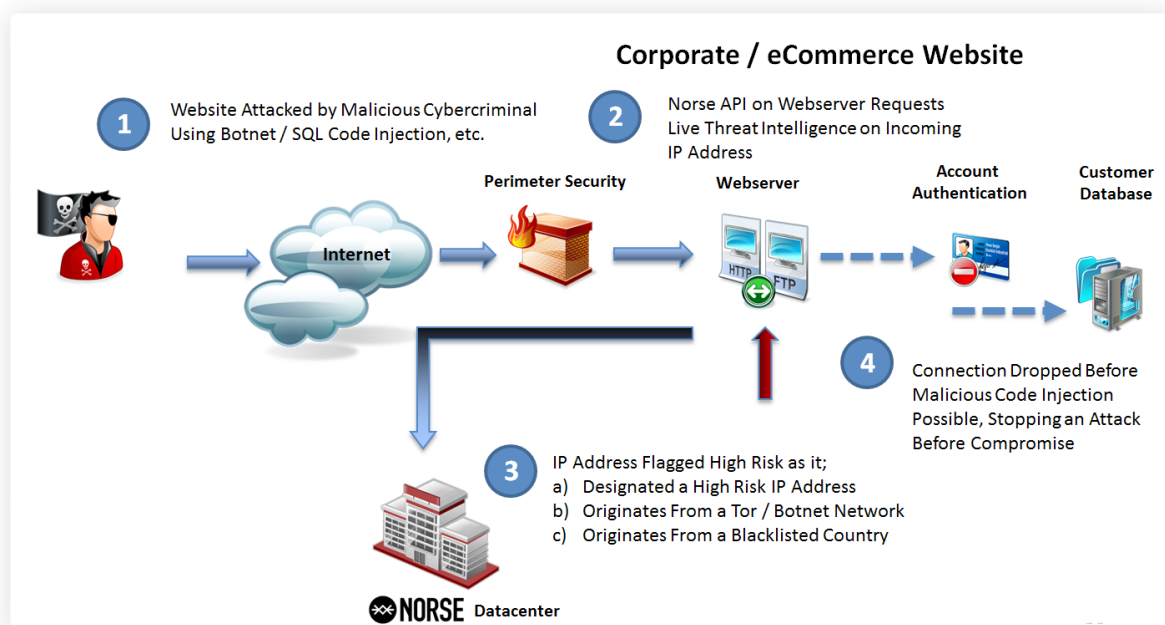 Corporate / eCommerce Website
1
Website Attacked by Malicious Cybercriminal
Using Botnet / SQL Code Injection, etc.
2
Norse API on Webserver Requests
Live Threat Intelligence on Incoming
IP Address
Perimeter Security
Webserver
Account
Authentication
Customer
Database
Internet
HTTP
FTP
4
Connection Dropped Before
Malicious Code Injection
Possible, Stopping an Attack
Before Compromise
3
IP Address Flagged High Risk as it;
a) Designated a High Risk IP Address
b) Originates From a Tor / Botnet Network
c) Originates From a Blacklisted Country
NORSE Datacenter